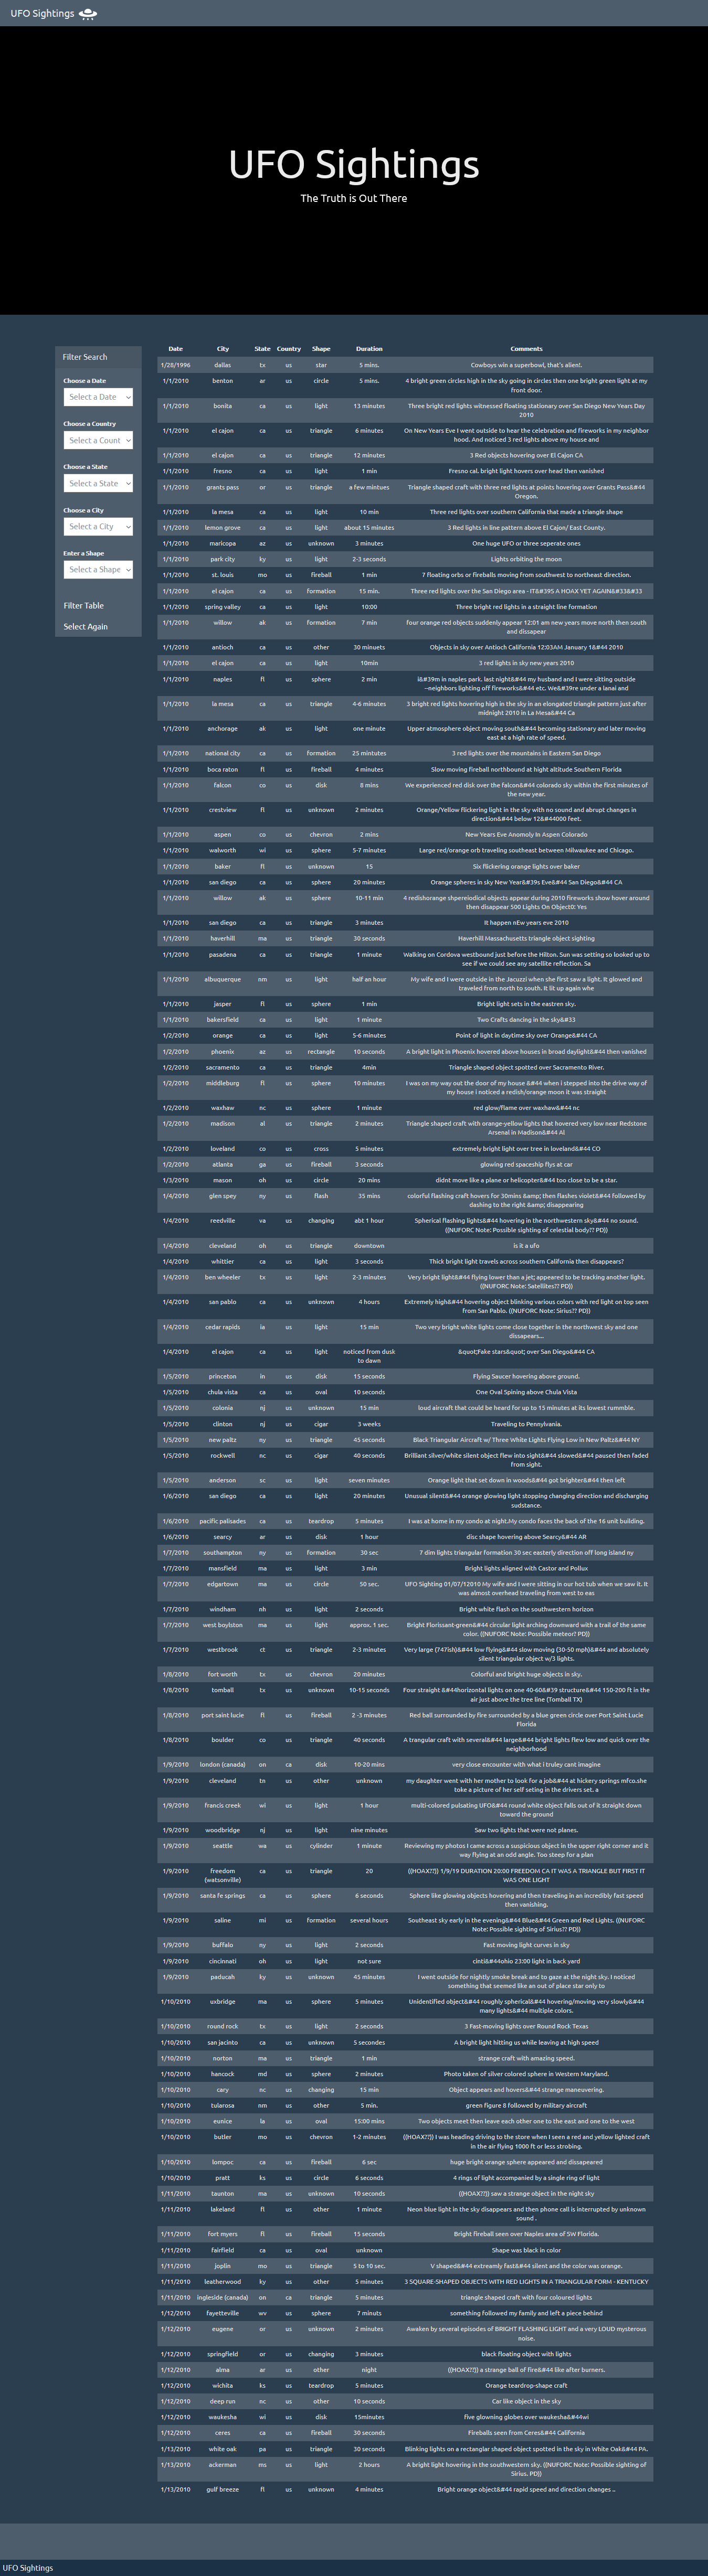 UFO Sightings
UFO Sightings
The Truth is Out There
Filter Search
Choose a Date
Select a Date
Choose a Country
Select a Count
Choose a State
Select a State
Choose a City
Select a City
Enter a Shape
Select a Shape
Filter Table
Select Again
Date City State Country Shape Duration Comments
1/28/1996 dallas tx us star 5 mins. Cowboys win a superbowl, that's alien!.
1/1/2010 benton ar us circle 5 mins. 4 bright green circles high in the sky going in circles then one bright green light at my
front door.
1/1/2010 bonita ca us light 13 minutes Three bright red lights witnessed floating stationary over San Diego New Years Day
2010
1/1/2010 el cajon ca us triangle 6 minutes On New Years Eve I went outside to hear the celebration and fireworks in my neighbor
hood. And noticed 3 red lights above my house and
1/1/2010 el cajon ca us triangle 12 minutes 3 Red objects hovering over El Cajon CA
1/1/2010 fresno ca us light 1 min Fresno cal. bright light hovers over head then vanished
1/1/2010 grants pass or us triangle a few mintues Triangle shaped craft with three red lights at points hovering over Grants Pass&#44
Oregon.
1/1/2010 la mesa ca us light 10 min Three red lights over southern California that made a triangle shape
1/1/2010 lemon grove ca us light about 15 minutes 3 Red lights in line pattern above El Cajon/ East County.
1/1/2010 maricopa az us unknown 3 minutes One huge UFO or three seperate ones
1/1/2010 park city ky us light 2-3 seconds Lights orbiting the moon
1/1/2010 st. louis mo us fireball 1 min 7 floating orbs or fireballs moving from southwest to northeast direction.
1/1/2010 el cajon ca us formation 15 min. Three red lights over the San Diego area - IT&#39S A HOAX YET AGAIN&#33&#33
1/1/2010 spring valley ca us light 10:00 Three bright red lights in a straight line formation
1/1/2010 willow ak us formation 7 min four orange red objects suddenly appear 12:01 am new years move north then south
and dissapear
1/1/2010 antioch ca us other 30 minuets Objects in sky over Antioch California 12:03AM January 1&#44 2010
1/1/2010 el cajon ca us light 10min 3 red lights in sky new years 2010
1/1/2010 naples fl us sphere 2 min i&#39m in naples park. last night&#44 my husband and I were sitting outside
--neighbors lighting off fireworks&#44 etc. We&#39re under a lanai and
1/1/2010 la mesa ca us triangle 4-6 minutes 3 bright red lights hovering high in the sky in an elongated triangle pattern just after
midnight 2010 in La Mesa&#44 Ca
1/1/2010 anchorage ak us light one minute Upper atmosphere object moving south&#44 becoming stationary and later moving
east at a high rate of speed.
1/1/2010 national city ca us formation 25 mintutes 3 red lights over the mountains in Eastern San Diego
1/1/2010 boca raton fl us fireball 4 minutes Slow moving fireball northbound at hight altitude Southern Florida
1/1/2010 falcon co us disk 8 mins We experienced red disk over the falcon&#44 colorado sky within the first minutes of
the new year.
1/1/2010 crestview fl us unknown 2 minutes Orange/Yellow flickering light in the sky with no sound and abrupt changes in
direction&#44 below 12&#44000 feet.
1/1/2010 aspen co us chevron 2 mins New Years Eve Anomoly In Aspen Colorado
1/1/2010 walworth wi us sphere 5-7 minutes Large red/orange orb traveling southeast between Milwaukee and Chicago.
1/1/2010 baker fl us unknown 15 Six flickering orange lights over baker
1/1/2010 san diego ca us sphere 20 minutes Orange spheres in sky New Year&#39s Eve&#44 San Diego&#44 CA
1/1/2010 willow ak us sphere 10-11 min 4 redishorange shpereiodical objects appear during 2010 fireworks show hover around
then disappear 500 Lights On Object0: Yes
1/1/2010 san diego ca us triangle 3 minutes It happen nEw years eve 2010
1/1/2010 haverhill ma us triangle 30 seconds Haverhill Massachusetts triangle object sighting
1/1/2010 pasadena ca us triangle 1 minute Walking on Cordova westbound just before the Hilton. Sun was setting so looked up to
see if we could see any satellite reflection. Sa
1/1/2010 albuquerque nm us light half an hour My wife and I were outside in the Jacuzzi when she first saw a light. It glowed and
traveled from north to south. It lit up again whe
1/1/2010 jasper fl us sphere 1 min Bright light sets in the eastren sky.
1/1/2010 bakersfield ca us light 1 minute Two Crafts dancing in the sky&#33
1/2/2010 orange ca us light 5-6 minutes Point of light in daytime sky over Orange&#44 CA
1/2/2010 phoenix az us rectangle 10 seconds A bright light in Phoenix hovered above houses in broad daylight&#44 then vanished
1/2/2010 sacramento ca us triangle 4min Triangle shaped object spotted over Sacramento River.
1/2/2010 middleburg fl us sphere 10 minutes I was on my way out the door of my house &#44 when i stepped into the drive way of
my house i noticed a redish/orange moon it was straight
1/2/2010 waxhaw nc us sphere 1 minute red glow/flame over waxhaw&#44 nc
1/2/2010 madison al us triangle 2 minutes Triangle shaped craft with orange-yellow lights that hovered very low near Redstone
Arsenal in Madison&#44 Al
1/2/2010 loveland co us cross 5 minutes extremely bright light over tree in loveland&#44 CO
1/2/2010 atlanta ga us fireball 3 seconds glowing red spaceship flys at car
1/3/2010 mason oh us circle 20 mins didnt move like a plane or helicopter&#44 too close to be a star.
1/4/2010 glen spey ny us flash 35 mins colorful flashing craft hovers for 30mins &amp; then flashes violet&#44 followed by
dashing to the right &amp; disappearing
1/4/2010 reedville va us changing abt 1 hour Spherical flashing lights&#44 hovering in the northwestern sky&#44 no sound.
((NUFORC Note: Possible sighting of celestial body?? PD))
1/4/2010 cleveland oh us triangle downtown is it a ufo
1/4/2010 whittier ca us light 3 seconds Thick bright light travels across southern California then disappears?
1/4/2010 ben wheeler tx us light 2-3 minutes Very bright light&#44 flying lower than a jet; appeared to be tracking another light.
((NUFORC Note: Satellites?? PD))
1/4/2010 san pablo ca us unknown 4 hours Extremely high&#44 hovering object blinking various colors with red light on top seen
from San Pablo. ((NUFORC Note: Sirius?? PD))
1/4/2010 cedar rapids ia us light 15 min Two very bright white lights come close together in the northwest sky and one
dissapears....
1/4/2010 el cajon ca us light noticed from dusk
to dawn
&quot;Fake stars&quot; over San Diego&#44 CA
1/5/2010 princeton in us disk 15 seconds Flying Saucer hovering above ground.
1/5/2010 chula vista ca us oval 10 seconds One Oval Spining above Chula Vista
1/5/2010 colonia nj us unknown 15 min loud aircraft that could be heard for up to 15 minutes at its lowest rummble.
1/5/2010 clinton nj us cigar 3 weeks Traveling to Pennylvania.
1/5/2010 new paltz ny us triangle 45 seconds Black Triangular Aircraft w/ Three White Lights Flying Low in New Paltz&#44 NY
1/5/2010 rockwell nc us cigar 40 seconds Brilliant silver/white silent object flew into sight&#44 slowed&#44 paused then faded
from sight.
1/5/2010 anderson sc us light seven minutes Orange light that set down in woods&#44 got brighter&#44 then left
1/6/2010 san diego ca us light 20 minutes Unusual silent&#44 orange glowing light stopping changing direction and discharging
sudstance.
1/6/2010 pacific palisades ca us teardrop 5 minutes I was at home in my condo at night.My condo faces the back of the 16 unit building.
1/6/2010 searcy ar us disk 1 hour disc shape hovering above Searcy&#44 AR
1/7/2010 southampton ny us formation 30 sec 7 dim lights triangular formation 30 sec easterly direction off long island ny
1/7/2010 mansfield ma us light 3 min Bright lights aligned with Castor and Pollux
1/7/2010 edgartown ma us circle 50 sec. UFO Sighting 01/07/12010 My wife and I were sitting in our hot tub when we saw it. It
was almost overhead traveling from west to eas
1/7/2010 windham nh us light 2 seconds Bright white flash on the southwestern horizon
1/7/2010 west boylston ma us light approx. 1 sec. Bright Florissant-green&#44 circular light arching downward with a trail of the same
color. ((NUFORC Note: Possible meteor? PD))
1/7/2010 westbrook ct us triangle 2-3 minutes Very large (747ish)&#44 low flying&#44 slow moving (30-50 mph)&#44 and absolutely
silent triangular object w/3 lights.
1/8/2010 fort worth tx us chevron 20 minutes Colorful and bright huge objects in sky.
1/8/2010 tomball tx us unknown 10-15 seconds Four straight &#44horizontal lights on one 40-60&#39 structure&#44 150-200 ft in the
air just above the tree line (Tomball TX)
1/8/2010 port saint lucie fl us fireball 2 -3 minutes Red ball surrounded by fire surrounded by a blue green circle over Port Saint Lucie
Florida
1/8/2010 boulder co us triangle 40 seconds A trangular craft with several&#44 large&#44 bright lights flew low and quick over the
neighborhood
1/9/2010 london (canada) on ca disk 10-20 mins very close encounter with what i truley cant imagine
1/9/2010 cleveland tn us other unknown my daughter went with her mother to look for a job&#44 at hickery springs mfco.she
toke a picture of her self seting in the drivers set. a
1/9/2010 francis creek wi us light 1 hour multi-colored pulsating UFO&#44 round white object falls out of it straight down
toward the ground
1/9/2010 woodbridge nj us light nine minutes Saw two lights that were not planes.
1/9/2010 seattle wa us cylinder 1 minute Reviewing my photos I came across a suspicious object in the upper right corner and it
way flying at an odd angle. Too steep for a plan
1/9/2010 freedom
(watsonville)
ca us triangle 20 ((HOAX??)) 1/9/19 DURATION 20:00 FREEDOM CA IT WAS A TRIANGLE BUT FIRST IT
WAS ONE LIGHT
1/9/2010 santa fe springs ca us sphere 6 seconds Sphere like glowing objects hovering and then traveling in an incredibly fast speed
then vanishing.
1/9/2010 saline mi us formation several hours Southeast sky early in the evening&#44 Blue&#44 Green and Red Lights. ((NUFORC
Note: Possible sighting of Sirius?? PD))
1/9/2010 buffalo ny us light 2 seconds Fast moving light curves in sky
1/9/2010 cincinnati oh us light not sure cinti&#44ohio 23:00 light in back yard
1/9/2010 paducah ky us unknown 45 minutes I went outside for nightly smoke break and to gaze at the night sky. I noticed
something that seemed like an out of place star only to
1/10/2010 uxbridge ma us sphere 5 minutes Unidentified object&#44 roughly spherical&#44 hovering/moving very slowly&#44
many lights&#44 multiple colors.
1/10/2010 round rock tx us light 2 seconds 3 Fast-moving lights over Round Rock Texas
1/10/2010 san jacinto ca us unknown 5 secondes A bright light hitting us while leaving at high speed
1/10/2010 norton ma us triangle 1 min strange craft with amazing speed.
1/10/2010 hancock md us sphere 2 minutes Photo taken of silver colored sphere in Western Maryland.
1/10/2010 cary nc us changing 15 min Object appears and hovers&#44 strange maneuvering.
1/10/2010 tularosa nm us other 5 min. green figure 8 followed by military aircraft
1/10/2010 eunice la us oval 15:00 mins Two objects meet then leave each other one to the east and one to the west
1/10/2010 butler mo us chevron 1-2 minutes ((HOAX??)) I was heading driving to the store when I seen a red and yellow lighted craft
in the air flying 1000 ft or less strobing.
1/10/2010 lompoc ca us fireball 6 sec huge bright orange sphere appeared and dissapeared
1/10/2010 pratt ks us circle 6 seconds 4 rings of light accompanied by a single ring of light
1/11/2010 taunton ma us unknown 10 seconds ((HOAX??)) saw a strange object in the night sky
1/11/2010 lakeland fl us other 1 minute Neon blue light in the sky disappears and then phone call is interrupted by unknown
sound .
1/11/2010 fort myers fl us fireball 15 seconds Bright fireball seen over Naples area of SW Florida.
1/11/2010 fairfield ca us oval unknown Shape was black in color
1/11/2010 joplin mo us triangle 5 to 10 sec. V shaped&#44 extreamly fast&#44 silent and the color was orange.
1/11/2010 leatherwood ky us other 5 minutes 3 SQUARE-SHAPED OBJECTS WITH RED LIGHTS IN A TRIANGULAR FORM - KENTUCKY
1/11/2010 ingleside (canada) on ca triangle 5 minutes triangle shaped craft with four coloured lights
1/12/2010 fayetteville wv us sphere 7 minuts something followed my family and left a piece behind
1/12/2010 eugene or us unknown 2 minutes Awaken by several episodes of BRIGHT FLASHING LIGHT and a very LOUD mysterous
noise.
1/12/2010 springfield or us changing 3 minutes black floating object with lights
1/12/2010 alma ar us other night ((HOAX??)) a strange ball of fire&#44 like after burners.
1/12/2010 wichita ks us teardrop 5 minutes Orange teardrop-shape craft
1/12/2010 deep run nc us other 10 seconds Car like object in the sky
1/12/2010 waukesha wi us disk 15minutes five glowning globes over waukesha&#44wi
1/12/2010 ceres ca us fireball 30 seconds Fireballs seen from Ceres&#44 California
1/13/2010 white oak pa us triangle 30 seconds Blinking lights on a rectanglar shaped object spotted in the sky in White Oak&#44 PA.
1/13/2010 ackerman ms us light 2 hours A bright light hovering in the southwestern sky. ((NUFORC Note: Possible sighting of
Sirius. PD))
1/13/2010 gulf breeze fl us unknown 4 minutes Bright orange object&#44 rapid speed and direction changes ..
UFO Sightings